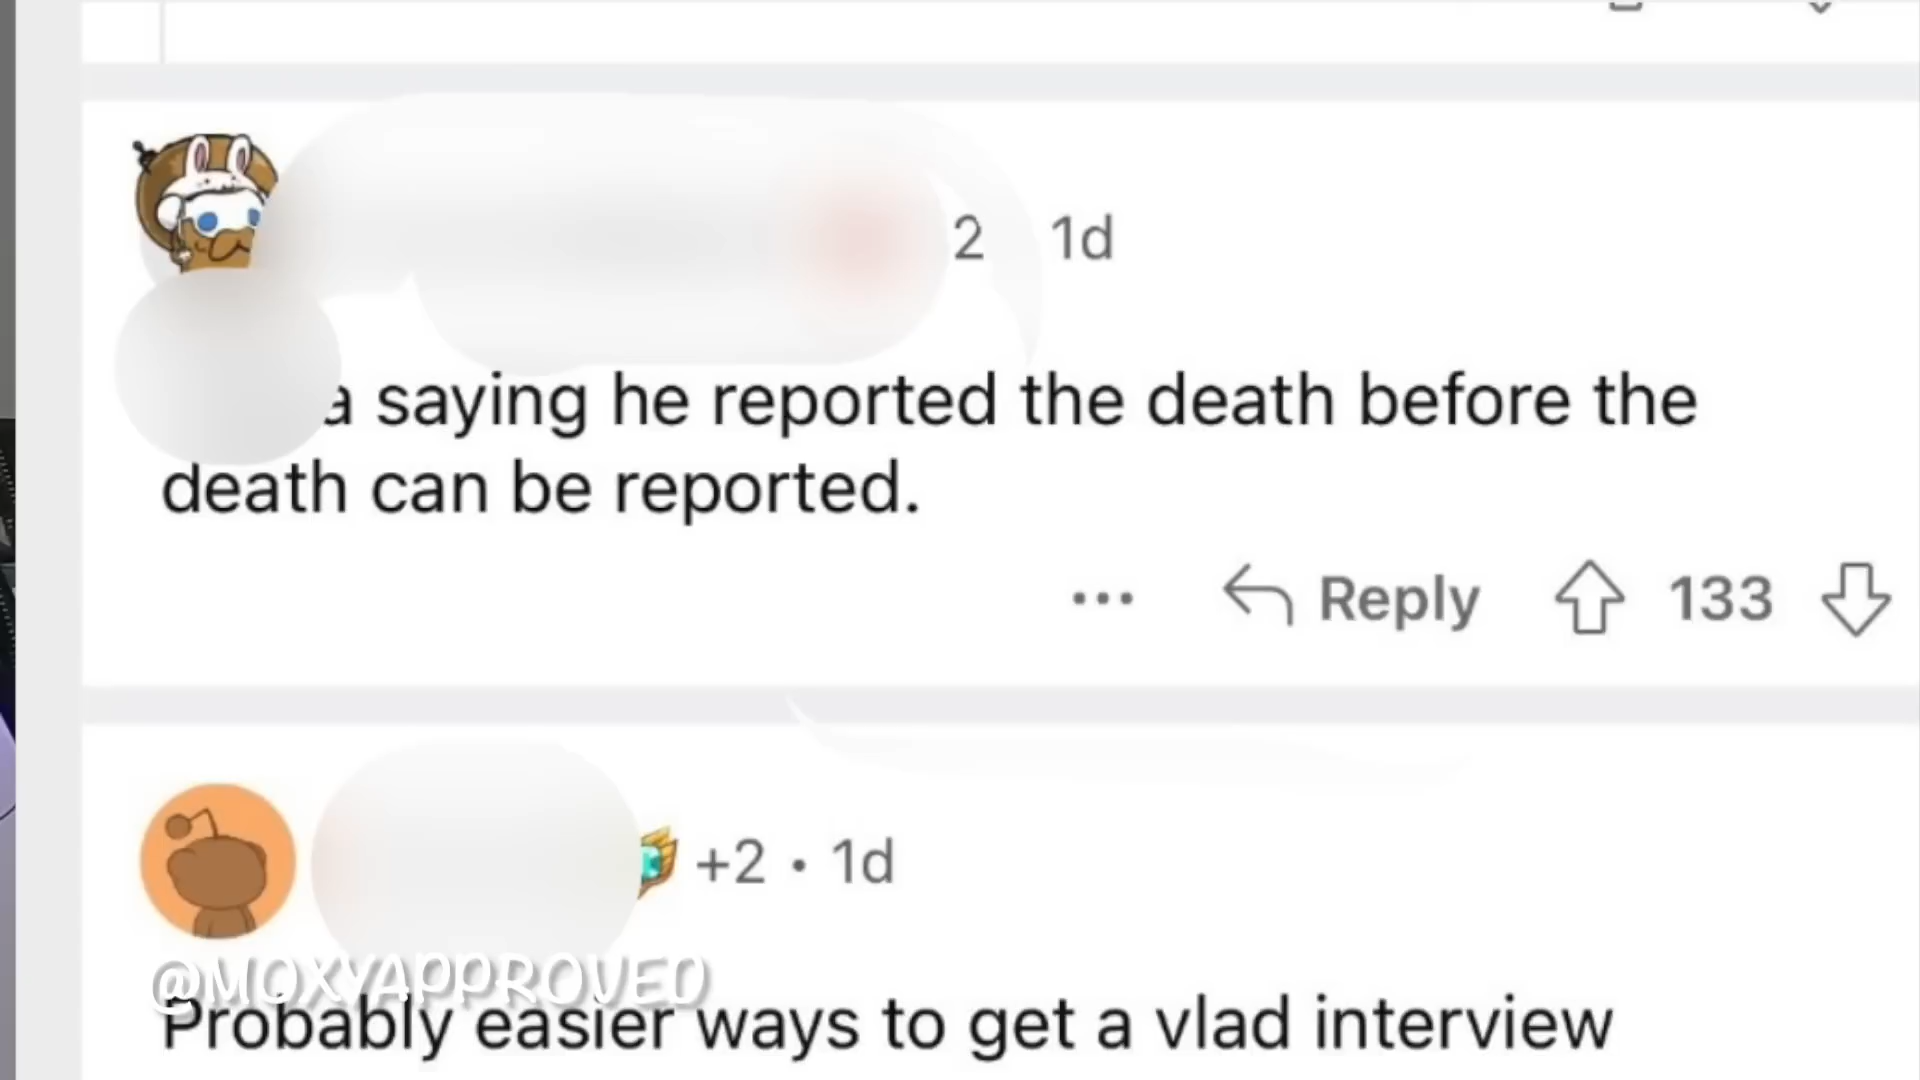 2 1d
saying he reported the death before the
death can be reported.
... Reply 133
+2 • 1d
@MOXYAPPROVED
Probably easier ways to get a vlad interview